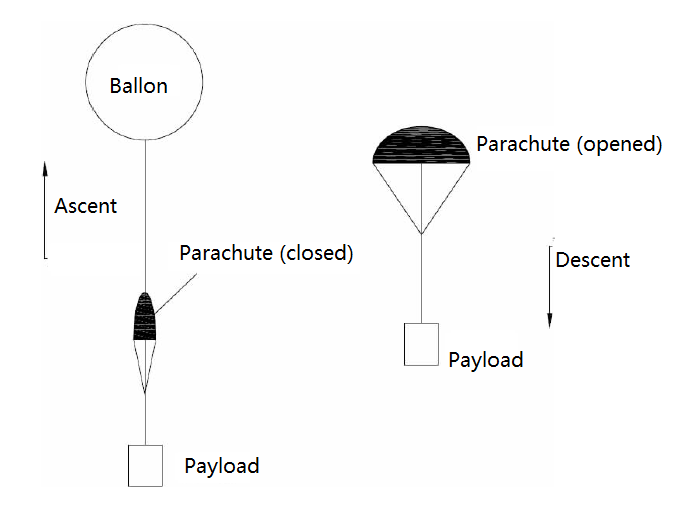 Ballon
Parachute (opened)
Ascent
Parachute (closed)
Descent
Payload
Payload